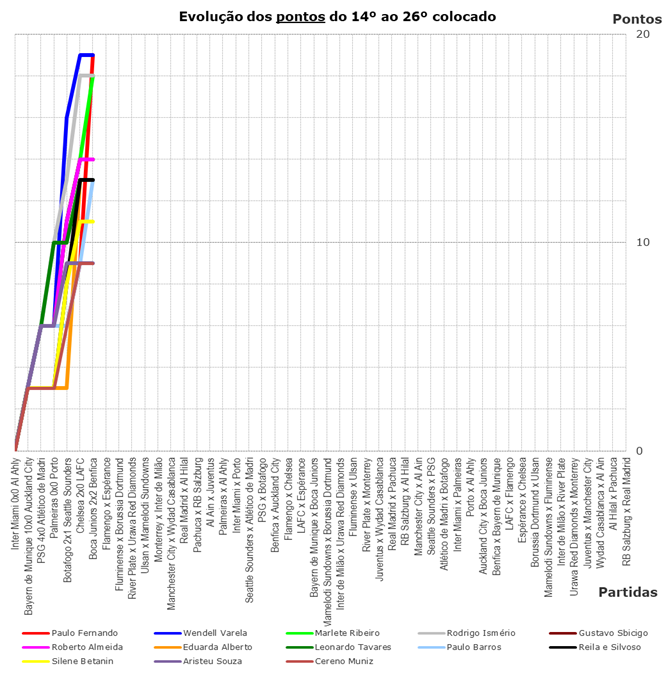 Evolução dos pontos do 14º ao 26º colocado
Pontos
20
10
0
Inter Miami 0x0 Al Ahly
Bayern de Munique 10x0 Auckland City
PSG 4x0 Atlético de Madri
Palmeiras 0x0 Porto
Botafogo 2x1 Seattle Sounders
Chelsea 2x0 LAFC
Boca Juniors 2x2 Benfica
Flamengo x Espérance
Fluminense x Borussia Dortmund
River Plate x Urawa Red Diamonds
Ulsan x Mamelodi Sundowns
Monterrey x Inter de Milão
Manchester City x Wydad Casablanca
Real Madrid x Al Hilal
Pachuca x RB Salzburg
Al Ain x Juventus
Palmeiras x Al Ahly
Inter Miami x Porto
Seattle Sounders x Atlético de Madri
PSG x Botafogo
Benfica x Auckland City
Flamengo x Chelsea
LAFC x Espérance
Bayern de Munique x Boca Juniors
Mamelodi Sundowns x Borussia Dortmund
Inter de Milão x Urawa Red Diamonds
Fluminense x Ulsan
River Plate x Monterrey
Juventus x Wydad Casablanca
Real Madrid x Pachuca
RB Salzburg x Al Hilal
Manchester City x Al Ain
Seattle Sounders x PSG
Atlético de Madri x Botafogo
Inter Miami x Palmeiras
Porto x Al Ahly
Auckland City x Boca Juniors
Benfica x Bayern de Munique
LAFC x Flamengo
Espérance x Chelsea
Borussia Dortmund x Ulsan
Mamelodi Sundowns x Fluminense
Inter de Milão x River Plate
Urawa Red Diamonds x Monterrey
Juventus x Manchester City
Wydad Casablanca x Al Ain
Al Hilal x Pachuca
RB Salzburg x Real Madrid
Partidas
Paulo Fernando Wendell Varela Marlete Ribeiro Rodrigo Ismério Gustavo Sbicigo
Roberto Almeida Eduarda Alberto Leonardo Tavares Paulo Barros Reila e Silvoso
Silene Betanin Aristeu Souza Cereno Muniz